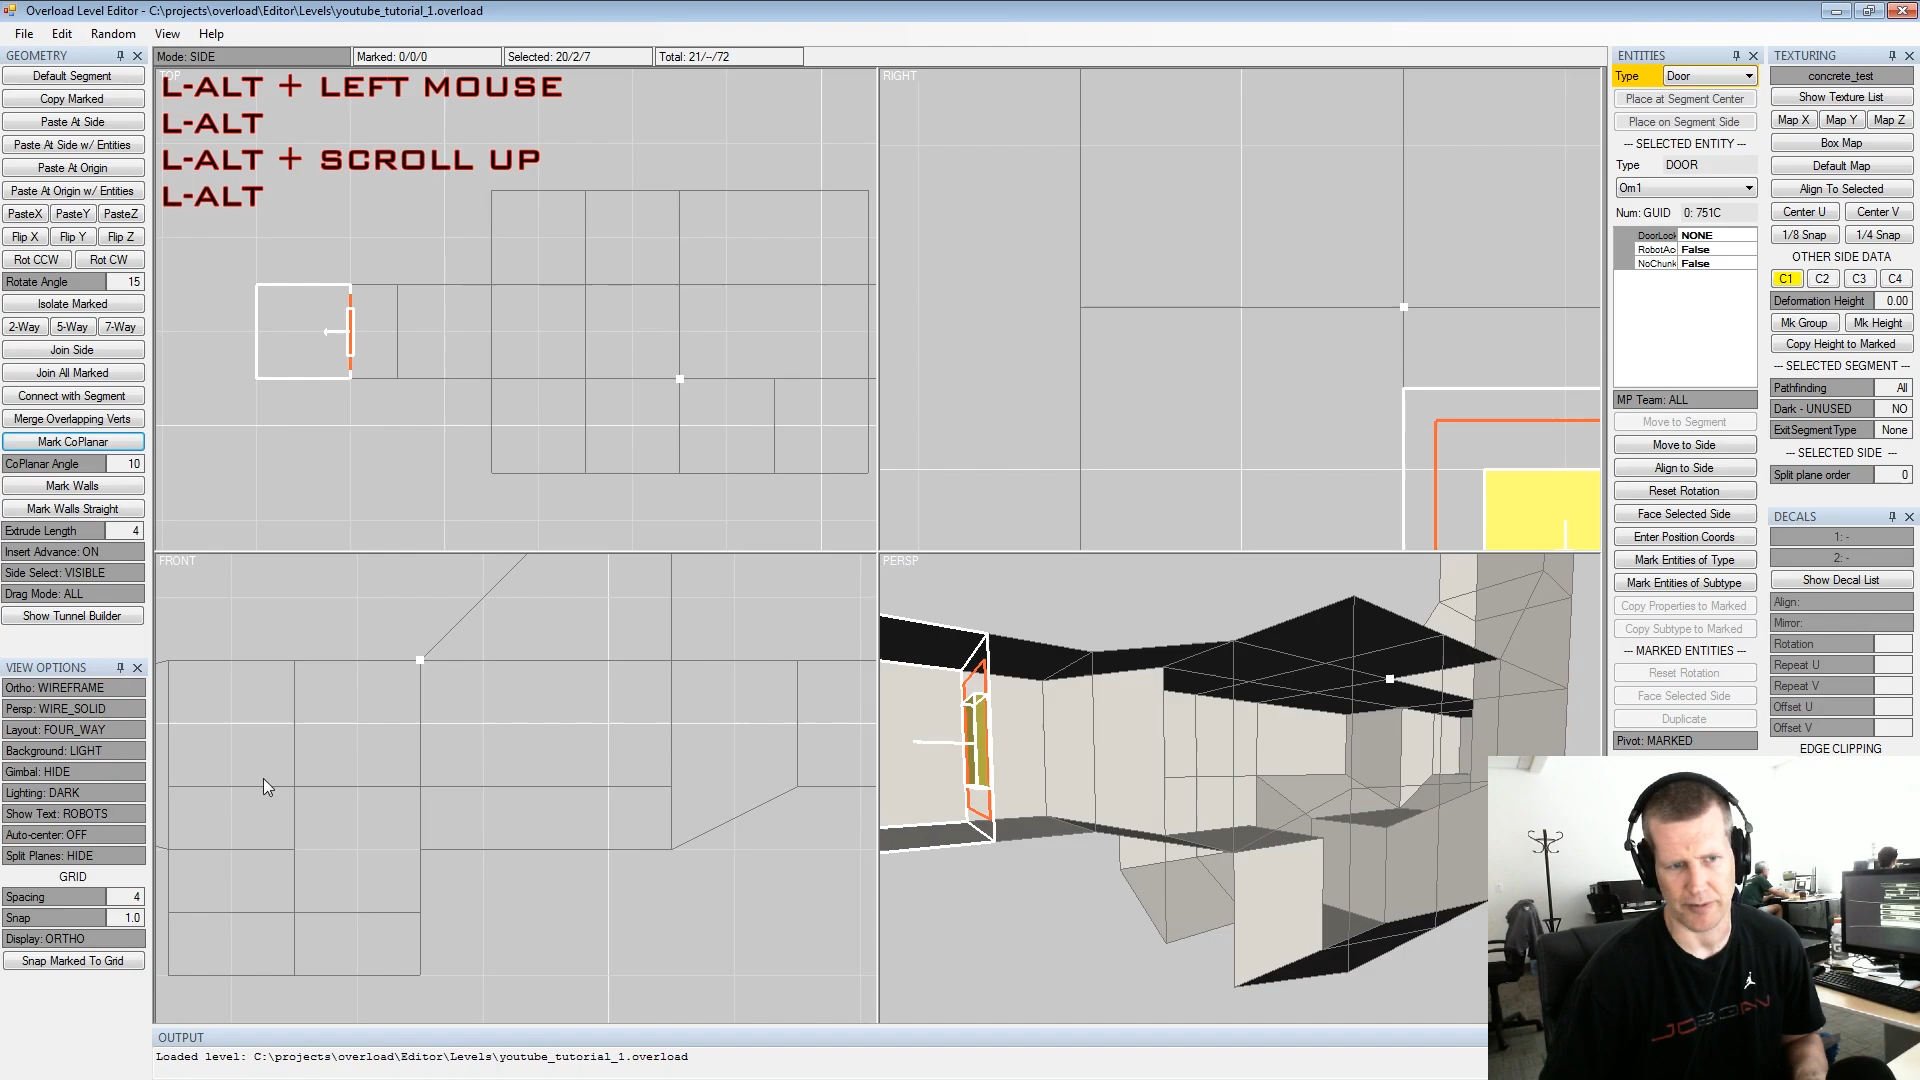 Overload Level Editor - C:\projects\overload\Editor\Levels\youtube_tutorial_1.overload
File Edit Random View Help
GEOMETRY
Default Segment
Copy Marked
Paste At Side
Paste At Side w/ Entities
Paste At Origin
Paste At Origin w/ Entities
PasteX PasteY PasteZ
Flip X Flip Y Flip Z
Rot CCW Rot CW
Rotate Angle 15
Isolate Marked
2-Way 5-Way 7-Way
Join Side
Join All Marked
Connect with Segment
Merge Overlapping Verts
Mark CoPlanar
CoPlanar Angle 10
Mark Walls
Mark Walls Straight
Extrude Length 4
Insert Advance: ON
Side Select: VISIBLE
Drag Mode: ALL
Show Tunnel Builder
VIEW OPTIONS
Ortho: WIREFRAME
Persp: WIRE_SOLID
Layout: FOUR_WAY
Background: LIGHT
Gimbal: HIDE
Lighting: DARK
Show Text: ROBOTS
Auto-center: OFF
Split Planes: HIDE
GRID
Spacing 4
Snap 1.0
Display: ORTHO
Snap Marked To Grid
Mode: SIDE Marked: 0/0/0 Selected: 20/2/7 Total: 21/--/72
TOP
L-ALT + LEFT MOUSE
L-ALT
L-ALT + SCROLL UP
L-ALT
RIGHT
FRONT
PERSP
OUTPUT
Loaded level: C:\projects\overload\Editor\Levels\youtube_tutorial_1.overload
ENTITIES
Type Door
Place at Segment Center
Place on Segment Side
--- SELECTED ENTITY ---
Type DOOR
Om1
Num: GUID 0: 751C
DoorLock NONE
RobotAc False
NoChunk False
MP Team: ALL
Move to Segment
Move to Side
Align to Side
Reset Rotation
Face Selected Side
Enter Position Coords
Mark Entities of Type
Mark Entities of Subtype
Copy Properties to Marked
Copy Subtype to Marked
--- MARKED ENTITIES ---
Reset Rotation
Face Selected Side
Duplicate
Pivot: MARKED
TEXTURING
concrete_test
Show Texture List
Map X Map Y Map Z
Box Map
Default Map
Align To Selected
Center U Center V
1/8 Snap 1/4 Snap
OTHER SIDE DATA
C1 C2 C3 C4
Deformation Height 0.00
Mk Group Mk Height
Copy Height to Marked
--- SELECTED SEGMENT ---
Pathfinding All
Dark - UNUSED NO
ExitSegmentType None
--- SELECTED SIDE ---
Split plane order 0
DECALS
1: -
2: -
Show Decal List
Align:
Mirror:
Rotation
Repeat U
Repeat V
Offset U
Offset V
EDGE CLIPPING